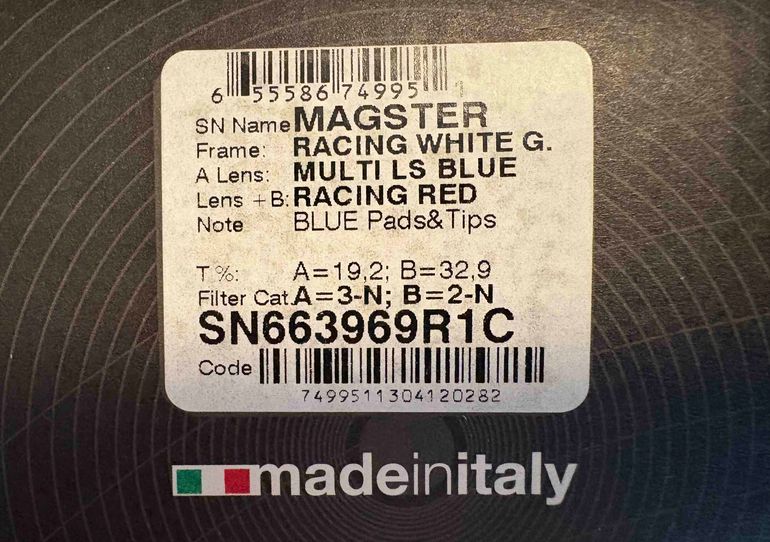 6 55586 74995 1
SN Name MAGSTER
Frame: RACING WHITE G.
A Lens: MULTI LS BLUE
Lens +B: RACING RED
Note BLUE Pads&Tips
T%: A=19,2; B=32,9
Filter Cat. A=3-N; B=2-N
SN663969R1C
Code
7499511304120282
madeinitaly